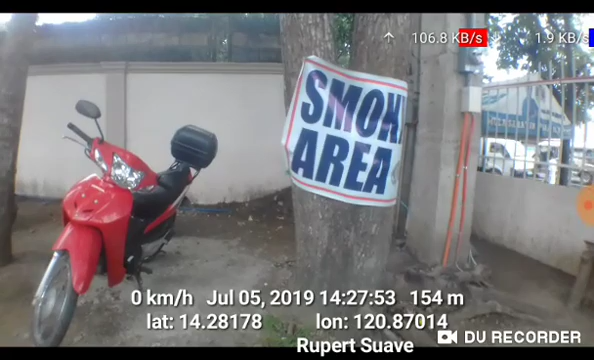 ↑ 106.8 KB/s ↓ 1.9 KB/s
SMOK
AREA
0 km/h Jul 05, 2019 14:27:53 154 m
lat: 14.28178 lon: 120.87014
DU RECORDER
Rupert Suave